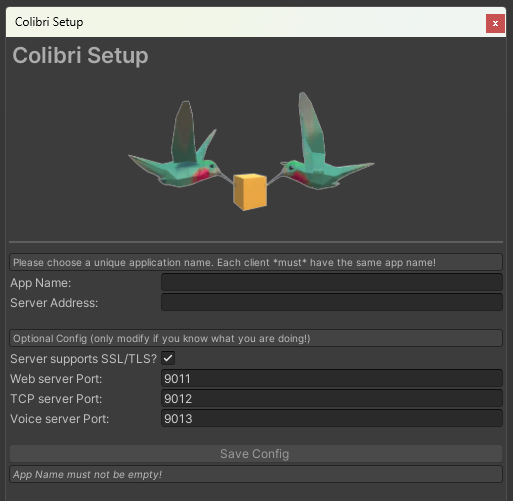 Colibri Setup
x
Colibri Setup
Please choose a unique application name. Each client *must* have the same app name!
App Name:
Server Address:
Optional Config (only modify if you know what you are doing!)
Server supports SSL/TLS?
Web server Port: 9011
TCP server Port: 9012
Voice server Port: 9013
Save Config
App Name must not be empty!